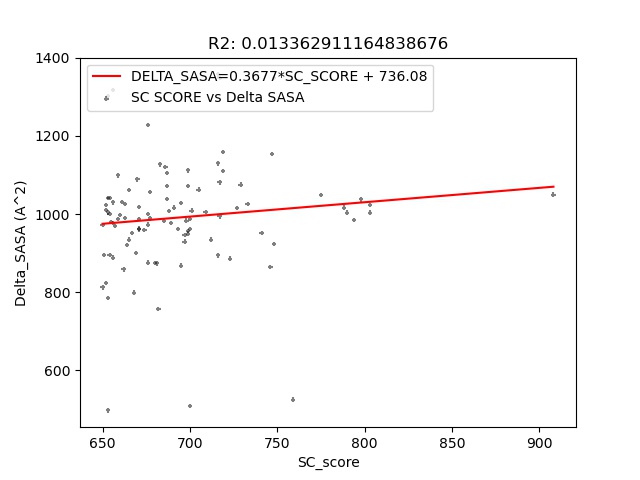 R2: 0.013362911164838676
1400
1200
1000
800
600
Delta_SASA (A^2)
DELTA_SASA=0.3677*SC_SCORE + 736.08
SC SCORE vs Delta SASA
650
700
750
800
850
900
SC_score